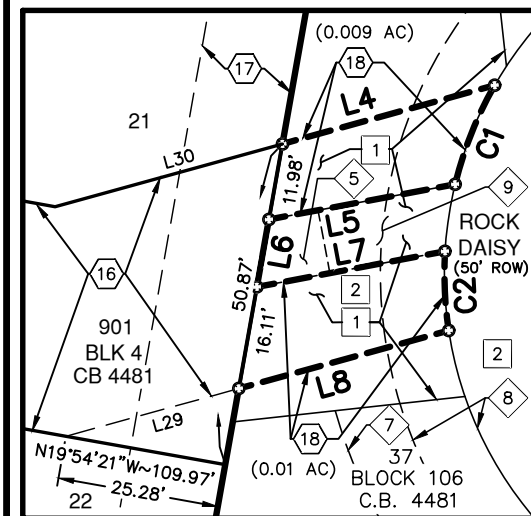 (0.009 AC)
17
18
21
L4
L30
C1
11.98'
1
5
9
L5
L6
L7
ROCK
DAISY
(50' ROW)
16
50.87'
2
C2
901
BLK 4
CB 4481
16.11'
1
2
L8
L29
8
7
18
N19°54'21"W~109.97'
(0.01 AC)
37
BLOCK 106
C.B. 4481
25.28'
22